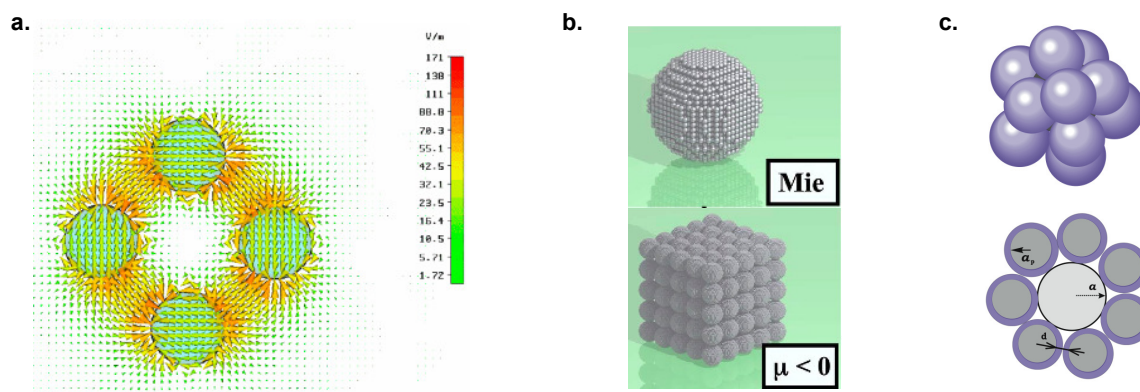 a.
V/m
171
138
111
88.8
70.3
55.1
42.5
32.1
23.5
16.4
10.5
5.71
1.72
b.
Mie
μ < 0
c.
a_p
a
d